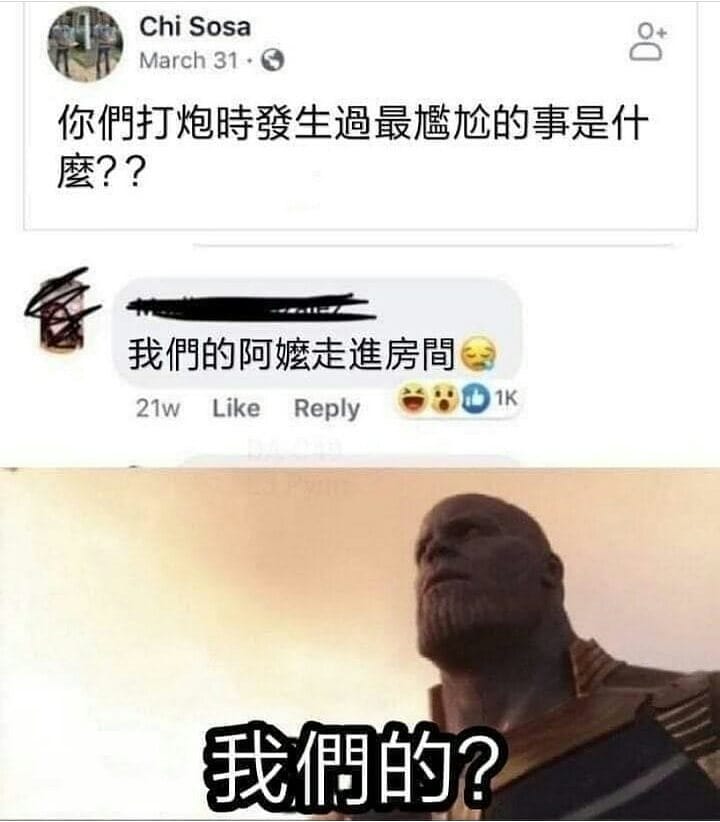 Chi Sosa
March 31 ·
你們打炮時發生過最尷尬的事是什
麼??
我們的阿嬤走進房間
21w Like Reply 1K
我們的?